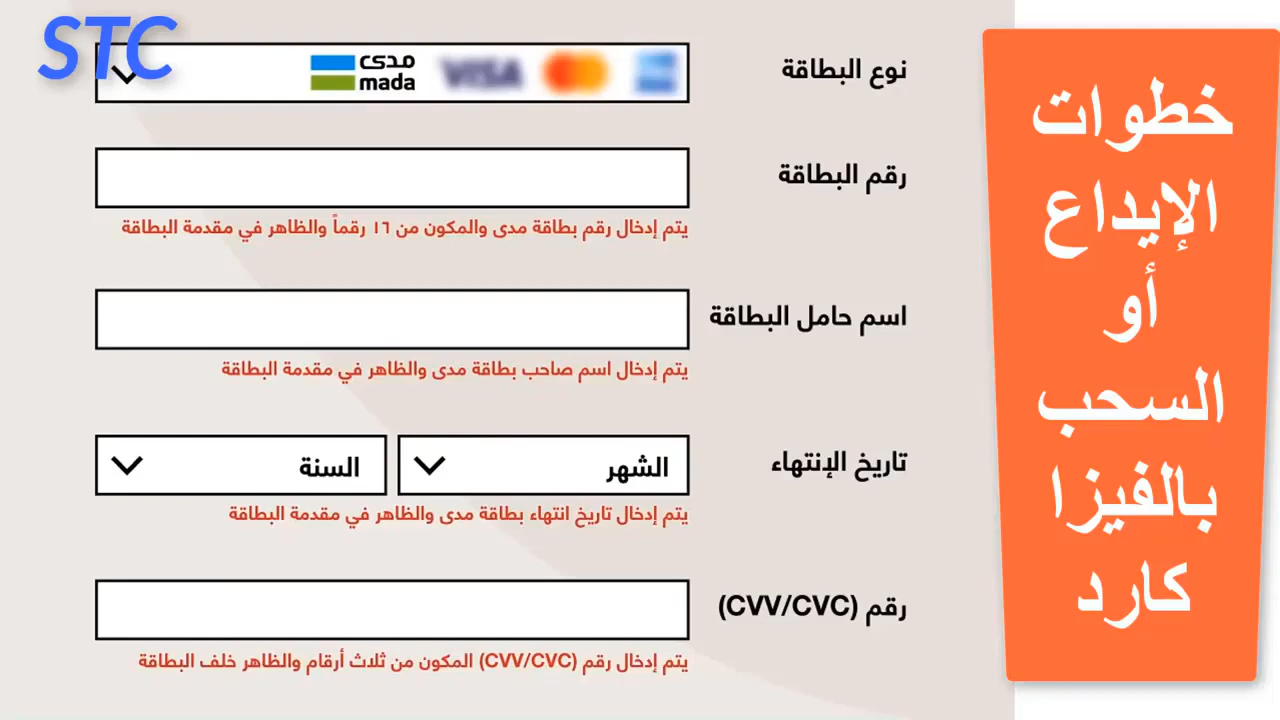 STC
نوع البطاقة
مدى
mada
VISA
رقم البطاقة
يتم إدخال رقم بطاقة مدى والمكون من ١٦ رقماً والظاهر في مقدمة البطاقة
اسم حامل البطاقة
يتم إدخال اسم صاحب بطاقة مدى والظاهر في مقدمة البطاقة
تاريخ الإنتهاء
الشهر
السنة
يتم إدخال تاريخ انتهاء بطاقة مدى والظاهر في مقدمة البطاقة
رقم (CVV/CVC)
يتم إدخال رقم (CVV/CVC) المكون من ثلاث أرقام والظاهر خلف البطاقة
خطوات
الإيداع
أو
السحب
بالفيزا
كارد